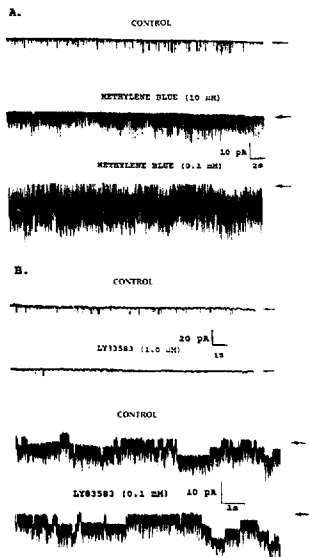 A.
CONTROL
METHYLENE BLUE (10 µM)
10 pA
2s
METHYLENE BLUE (0.1 mM)
B.
CONTROL
20 pA
1s
LY83583 (1.0 µM)
CONTROL
LY83583 (0.1 mM)
10 pA
1s